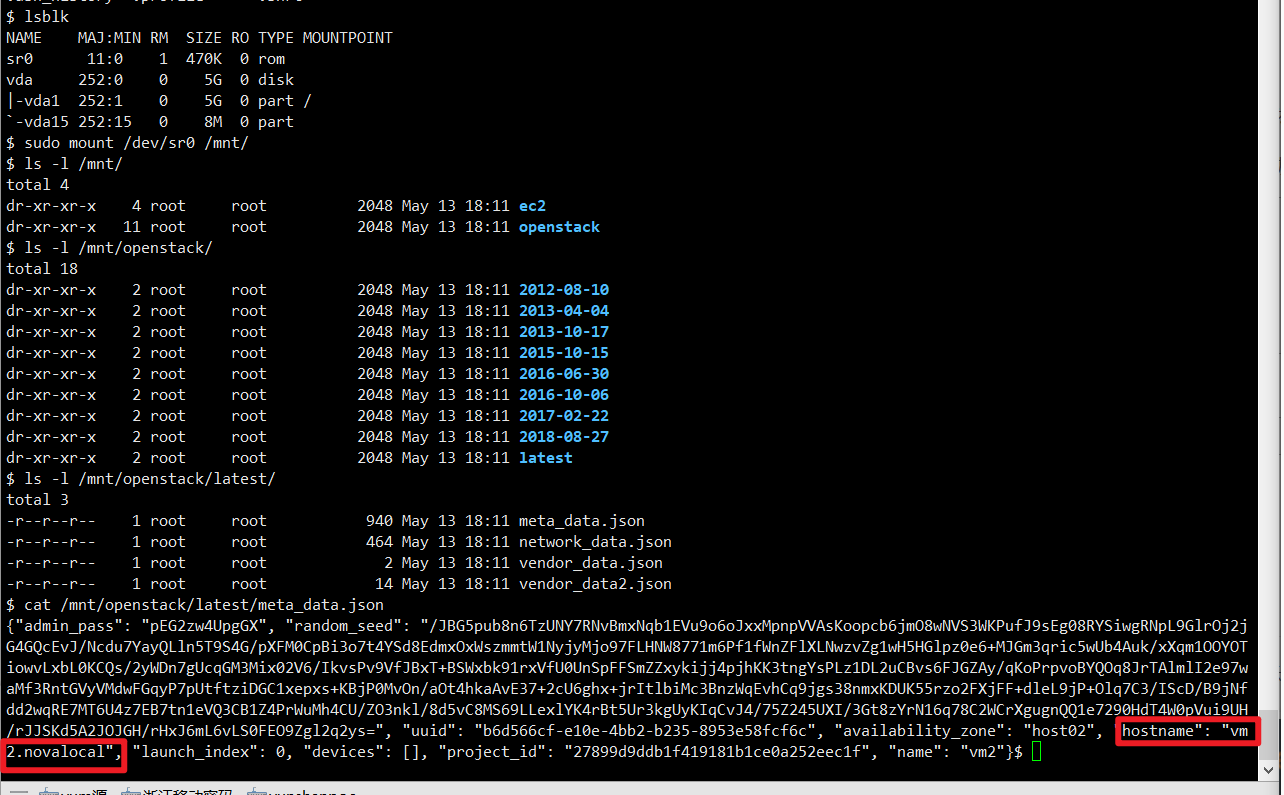 $ lsblk
NAME    MAJ:MIN RM  SIZE RO TYPE MOUNTPOINT
sr0      11:0    1  470K  0 rom
vda     252:0    0    5G  0 disk
|-vda1  252:1    0    5G  0 part /
`-vda15 252:15   0    8M  0 part
$ sudo mount /dev/sr0 /mnt/
$ ls -l /mnt/
total 4
dr-xr-xr-x    4 root     root          2048 May 13 18:11 ec2
dr-xr-xr-x   11 root     root          2048 May 13 18:11 openstack
$ ls -l /mnt/openstack/
total 18
dr-xr-xr-x    2 root     root          2048 May 13 18:11 2012-08-10
dr-xr-xr-x    2 root     root          2048 May 13 18:11 2013-04-04
dr-xr-xr-x    2 root     root          2048 May 13 18:11 2013-10-17
dr-xr-xr-x    2 root     root          2048 May 13 18:11 2015-10-15
dr-xr-xr-x    2 root     root          2048 May 13 18:11 2016-06-30
dr-xr-xr-x    2 root     root          2048 May 13 18:11 2016-10-06
dr-xr-xr-x    2 root     root          2048 May 13 18:11 2017-02-22
dr-xr-xr-x    2 root     root          2048 May 13 18:11 2018-08-27
dr-xr-xr-x    2 root     root          2048 May 13 18:11 latest
$ ls -l /mnt/openstack/latest/
total 3
-r--r--r--    1 root     root           940 May 13 18:11 meta_data.json
-r--r--r--    1 root     root           464 May 13 18:11 network_data.json
-r--r--r--    1 root     root             2 May 13 18:11 vendor_data.json
-r--r--r--    1 root     root            14 May 13 18:11 vendor_data2.json
$ cat /mnt/openstack/latest/meta_data.json
{"admin_pass": "pEG2zw4UpgGX", "random_seed": "/JBG5pub8n6TzUNY7RNvBmxNqb1EVu9o6oJxxMpnpVVAsKoopcb6jmO8wNVS3WKPufJ9sEg08RYSiwgRNpL9GlrOj2j
G4GQcEvJ/Ncdu7YayQLln5T9S4G/pXFM0CpBi3o7t4YSd8EdmxOxWszmmtW1NyjyMjo97FLHNW8771m6Pf1fWnZFlXLNwzvZg1wH5HGlpz0e6+MJGm3qric5wUb4Auk/xXqm1OOYOT
iowvLxbL0KCQs/2yWDn7gUcqGM3Mix02V6/IkvsPv9VfJBxT+BSWxbk91rxVfU0UnSpFFSmZZxykijj4pjhKK3tngYsPLz1DL2uCBvs6FJGZAy/qKoPrpvoBYQOq8JrTAlmlI2e97w
aMf3RntGVyVMdwFGqyP7pUtftziDGC1xepxs+KBjP0MvOn/aOt4hkaAvE37+2cU6ghx+jrItlbiMc3BnzWqEvhCq9jgs38nmxKDUK55rzo2FXjFF+dleL9jP+Olq7C3/IScD/B9jNf
dd2wqRE7MT6U4z7EB7tn1eVQ3CB1Z4PrWuMh4CU/ZO3nkl/8d5vC8MS69LLexlYK4rBt5Ur3kgUyKIqCvJ4/75Z245UXI/3Gt8zYrN16q78C2WCrXgugnQQ1e7290HdT4W0pVui9UH
/rJJSKd5A2JOJGH/rHxJ6mL6vLS0FEO9Zgl2q2ys=", "uuid": "b6d566cf-e10e-4bb2-b235-8953e58fcf6c", "availability_zone": "host02", "hostname": "vm
2.novalocal", "launch_index": 0, "devices": [], "project_id": "27899d9ddb1f419181b1ce0a252eec1f", "name": "vm2"}$